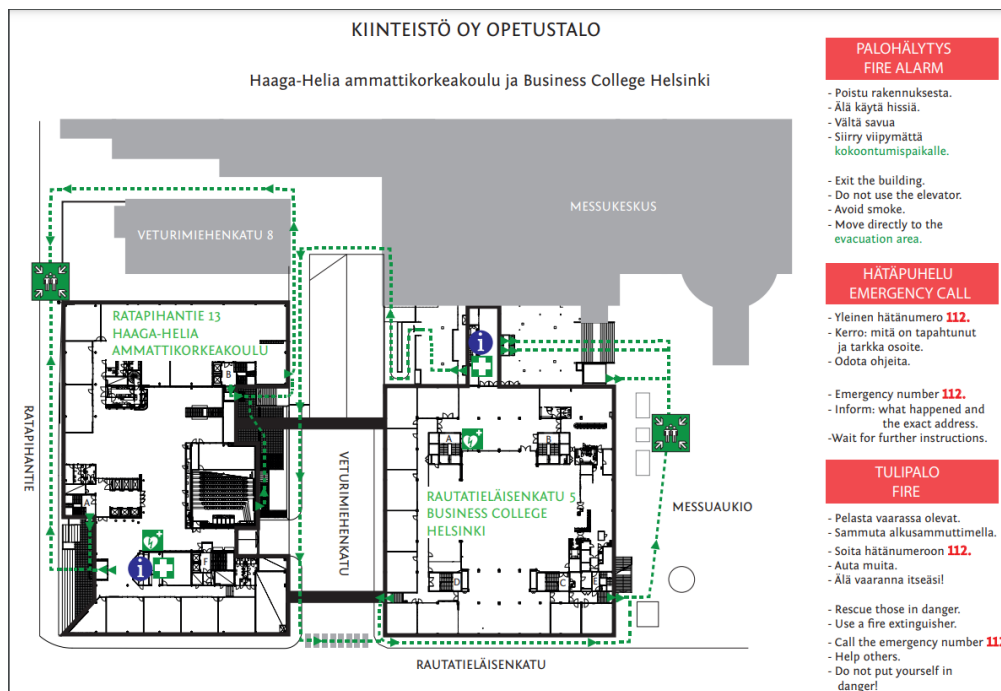 KIINTEISTÖ OY OPETUSTALO
Haaga-Helia ammattikorkeakoulu ja Business College Helsinki
MESSUKESKUS
VETURIMIEHENKATU 8
RATAPIHANTIE 13
HAAGA-HELIA
AMMATTIKORKEAKOULU
B
A
F
RATAPIHANTIE
VETURIMIEHENKATU
i
i
A
B
RAUTATIELÄISENKATU 5
BUSINESS COLLEGE
HELSINKI
D
C
MESSUAUKIO
RAUTATIELÄISENKATU
PALOHÄLYTYS
FIRE ALARM
- Poistu rakennuksesta.
- Älä käytä hissiä.
- Vältä savua
- Siirry viipymättä
kokoontumispaikalle.
- Exit the building.
- Do not use the elevator.
- Avoid smoke.
- Move directly to the
evacuation area.
HÄTÄPUHELU
EMERGENCY CALL
- Yleinen hätänumero 112.
- Kerro: mitä on tapahtunut
ja tarkka osoite.
- Odota ohjeita.
- Emergency number 112.
- Inform: what happened and
the exact address.
-Wait for further instructions.
TULIPALO
FIRE
- Pelasta vaarassa olevat.
- Sammuta alkusammuttimella.
- Soita hätänumeroon 112.
- Auta muita.
- Älä vaaranna itseäsi!
- Rescue those in danger.
- Use a fire extinguisher.
- Call the emergency number 112
- Help others.
- Do not put yourself in
danger!